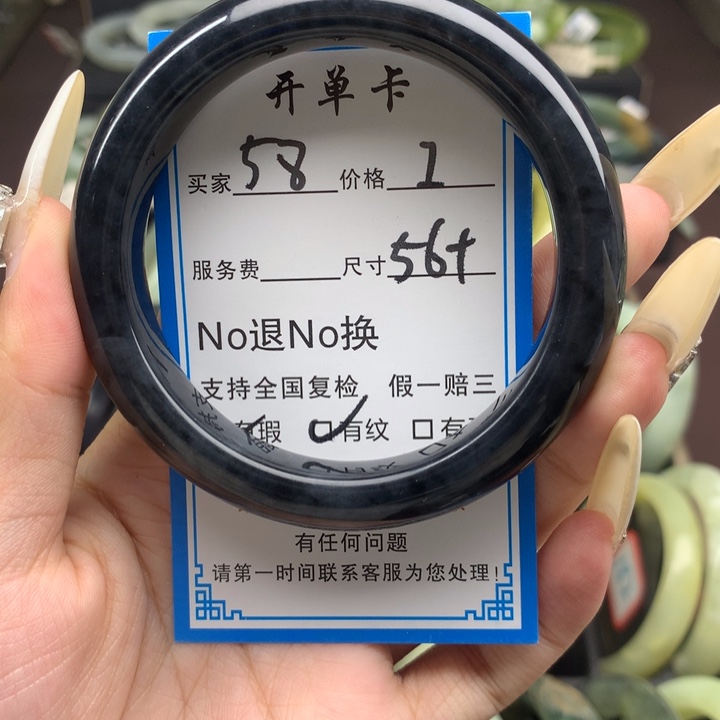 开单卡
买家 58 价格 1
服务费 尺寸 56+
No退No换
支持全国复检 假一赔三
有瑕 ☑有纹 □有
有任何问题
请第一时间联系客服为您处理!